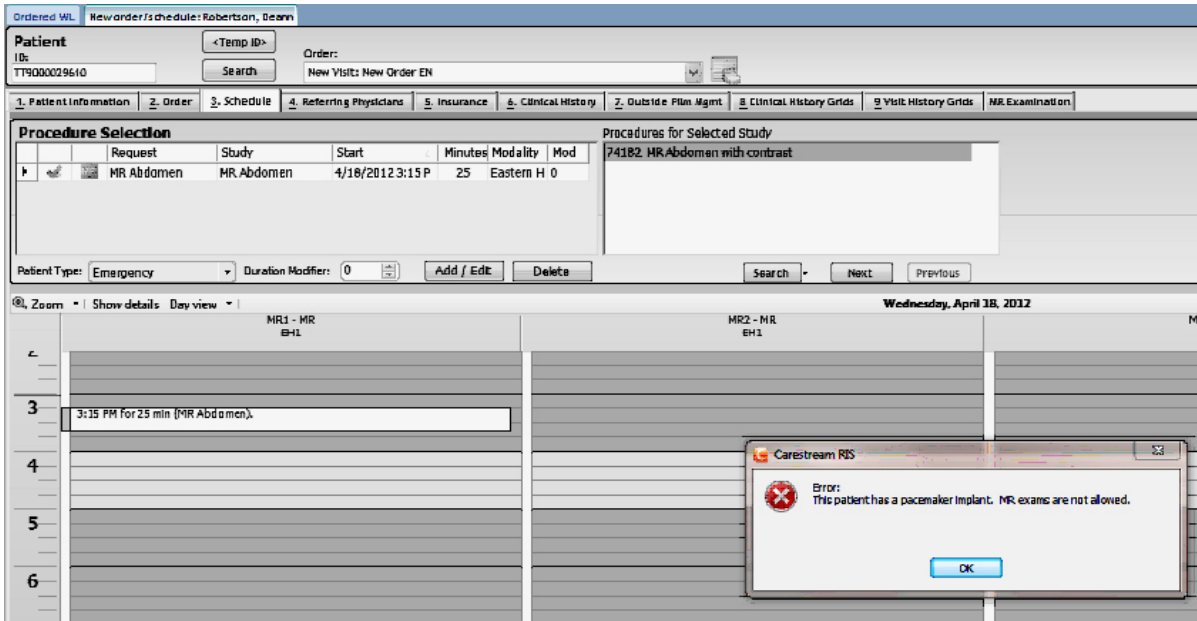 Ordered WL New order/schedule: Robertson, Deann
Patient <Temp ID>
ID: Order:
TT9000029610 Search New Visit: New Order EN
1. Patient Information 2. Order 3. Schedule 4. Referring Physicians 5. Insurance 6. Clinical History 7. Outside Film Mgmt 8 Clinical History Grids 9 Visit History Grids MR Examination
Procedure Selection Procedures for Selected Study
Request Study Start Minutes Modality Mod 74182 MR Abdomen with contrast
MR Abdomen MR Abdomen 4/18/2012 3:15 P 25 Eastern H 0
Patient Type: Emergency Duration Modifier: 0 Add / Edit Delete Search Next Previous
Zoom Show details Day view Wednesday, April 18, 2012
MR1 - MR MR2 - MR M
EH1 EH1
3
3:15 PM for 25 min (MR Abdomen).
4 Carestream RIS
Error:
This patient has a pacemaker implant. MR exams are not allowed.
5
OK
6